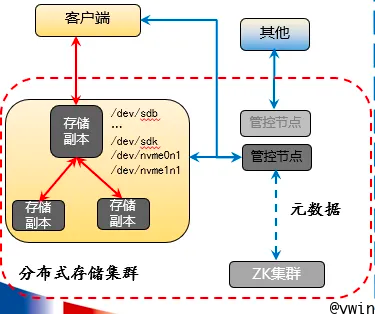 客户端
其他
存储
副本
/dev/sdb
...
/dev/sdk
/dev/nvme0n1
/dev/nvme1n1
管控节点
管控节点
存储
副本
存储
副本
元数据
分布式存储集群
ZK集群
@vwin